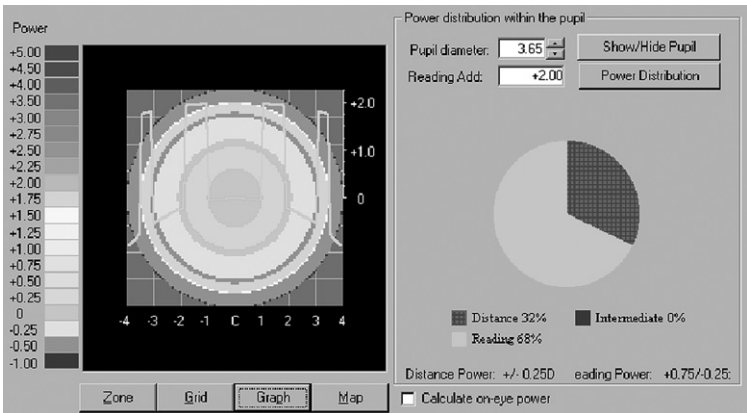 Power
+5.00
+4.50
+4.00
+3.50
+3.00
+2.75
+2.50
+2.25
+2.00
+1.75
+1.50
+1.25
+1.00
+0.75
+0.50
+0.25
0
-0.25
-0.50
-1.00
+2.0
+1.0
0
-4 -3 -2 -1 C 1 2 3 4
Zone Grid Graph Map
Power distribution within the pupil
Pupil diameter: 3.65 Show/Hide Pupil
Reading Add: +2.00 Power Distribution
Distance 32% Intermediate 0%
Reading 68%
Distance Power: +/- 0.25D eading Power: +0.75/-0.25:
Calculate on-eye power